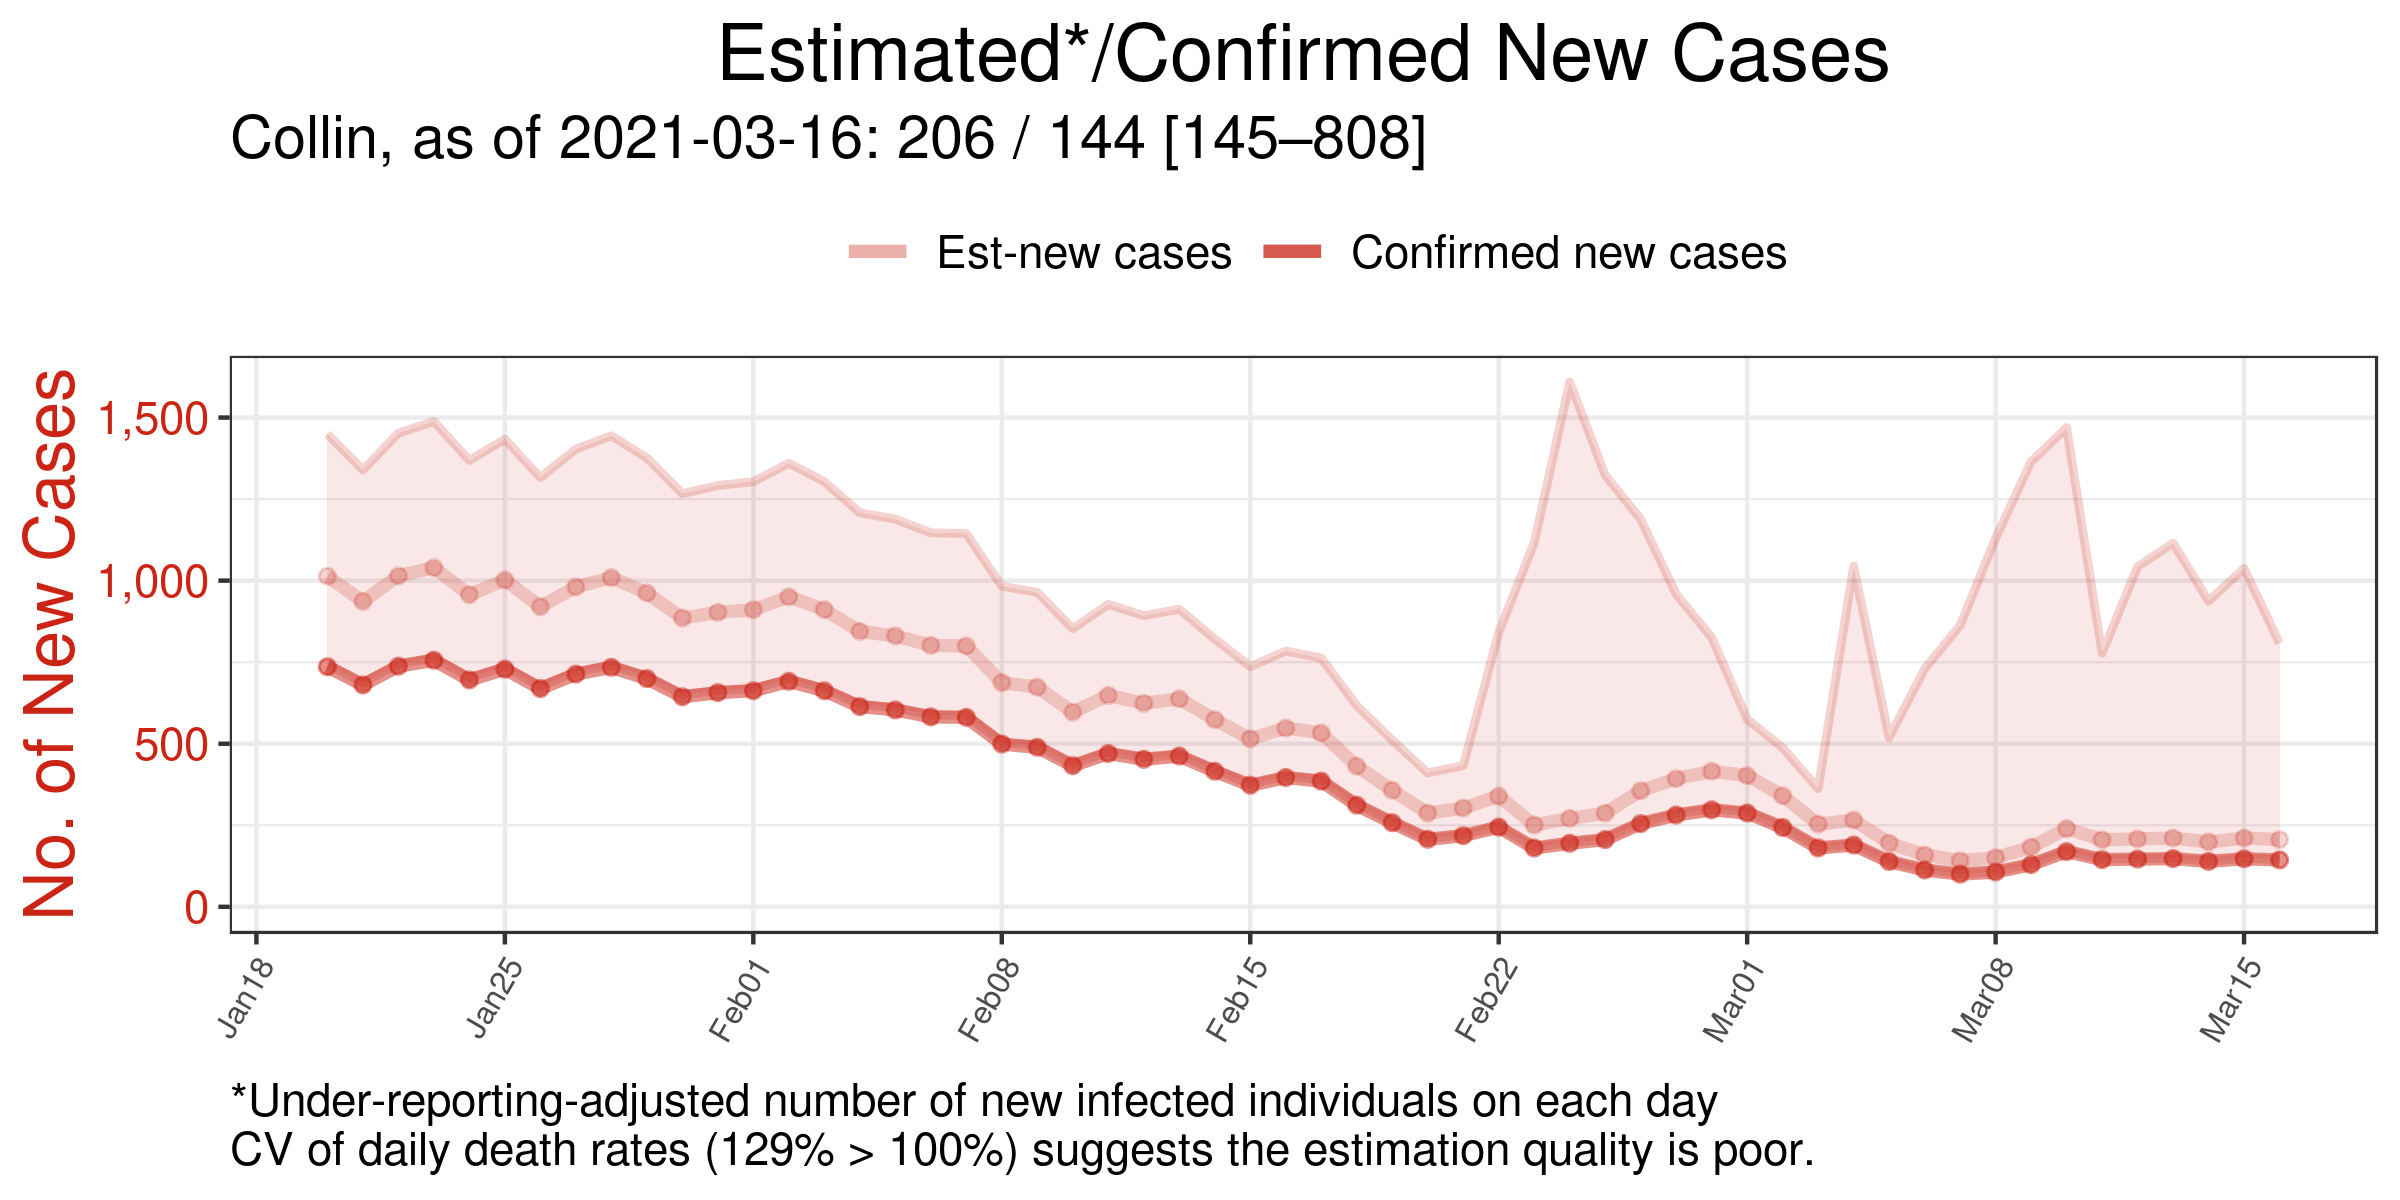 Estimated*/Confirmed New Cases
Collin, as of 2021-03-16: 206 / 144 [145–808]
Est-new cases
Confirmed new cases
No. of New Cases
1,500
1,000
500
0
Jan18
Jan25
Feb01
Feb08
Feb15
Feb22
Mar01
Mar08
Mar15
*Under-reporting-adjusted number of new infected individuals on each day
CV of daily death rates (129% > 100%) suggests the estimation quality is poor.